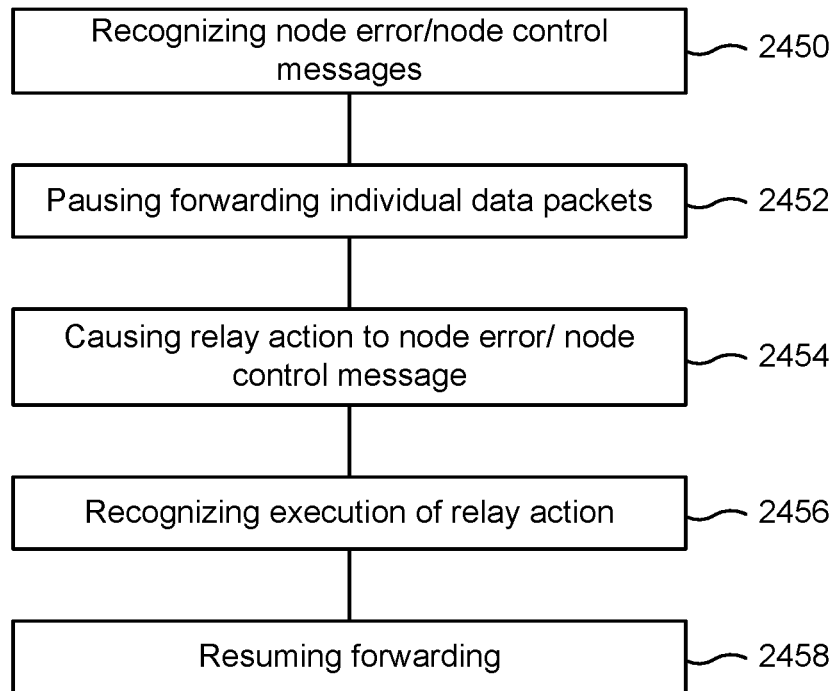 Recognizing node error/node control
messages
2450
Pausing forwarding individual data packets
2452
Causing relay action to node error/ node
control message
2454
Recognizing execution of relay action
2456
Resuming forwarding
2458